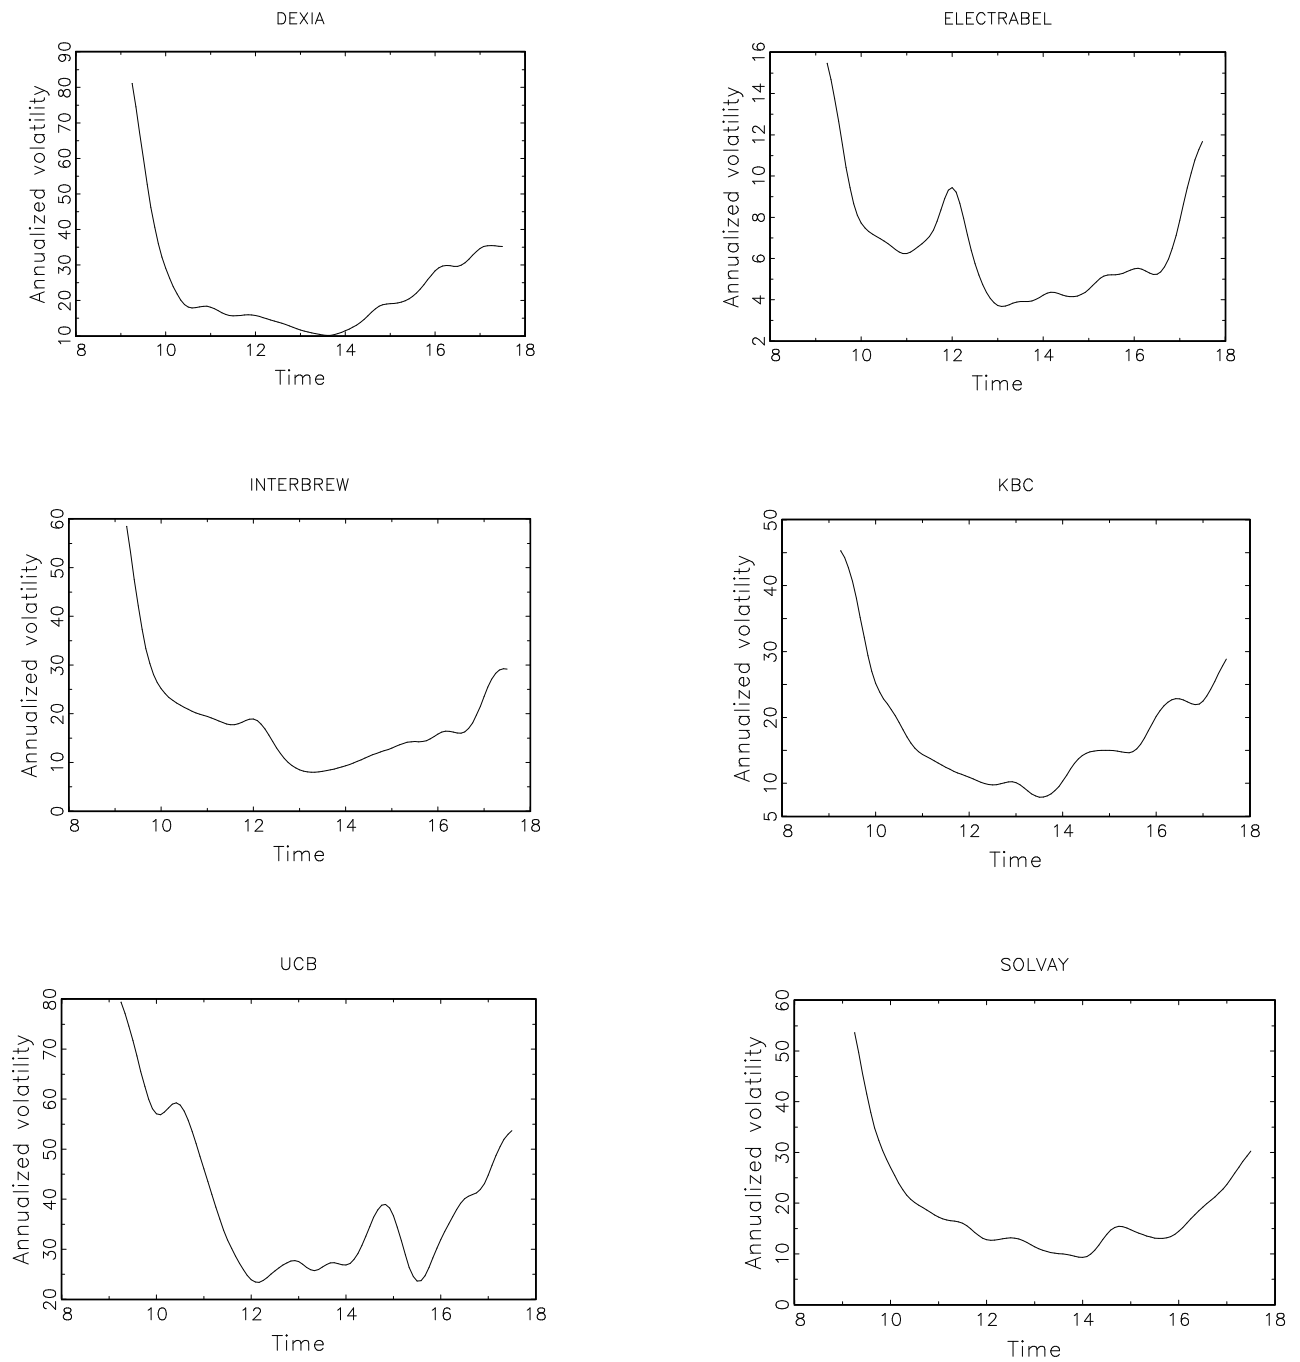 DEXIA
Annualized volatility
10 20 30 40 50 60 70 80 90
8 10 12 14 16 18
Time
ELECTRABEL
Annualized volatility
2 4 6 8 10 12 14 16
8 10 12 14 16 18
Time
INTERBREW
Annualized volatility
0 10 20 30 40 50 60
8 10 12 14 16 18
Time
KBC
Annualized volatility
5 10 20 30 40 50
8 10 12 14 16 18
Time
UCB
Annualized volatility
20 30 40 50 60 70 80
8 10 12 14 16 18
Time
SOLVAY
Annualized volatility
0 10 20 30 40 50 60
8 10 12 14 16 18
Time